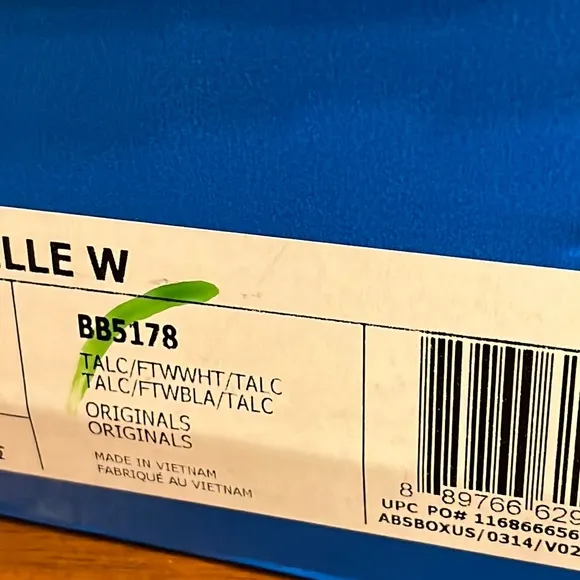 LLE W
BB5178
TALC/FTWWHT/TALC
TALC/FTWBLA/TALC
ORIGINALS
ORIGINALS
MADE IN VIETNAM
FABRIQUÉ AU VIETNAM
8 89766 629
UPC PO# 116866656
ABSBOXUS/0314/V02